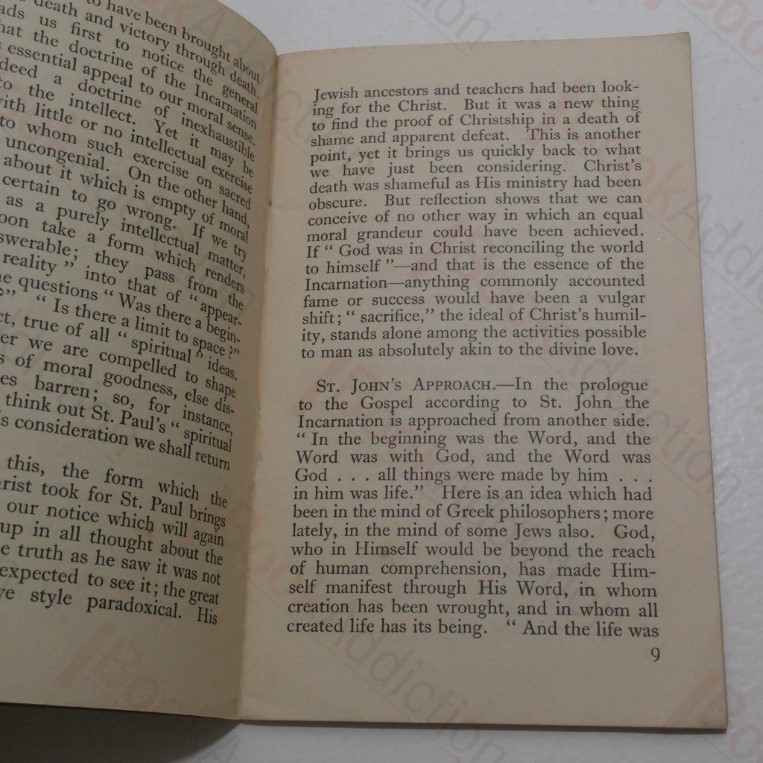 to have been brought about
death and victory through death.
us first to notice the general
that the doctrine of the Incarnation
essential appeal to our moral sense.
a doctrine of inexhaustible
to the intellect. Yet it may be
with little or no intellectual exercise
to whom such exercise on sacred
uncongenial. On the other hand,
about it which is empty of moral
certain to go wrong. If we try
as a purely intellectual matter,
take a form which renders
they pass from the
reality” into that of “appear-
questions “Was there a begin-
“Is there a limit to space?”
true of all “spiritual” ideas.
we are compelled to shape
of moral goodness, else dis-
barren; so, for instance,
think out St. Paul's “spiritual
consideration we shall return
this, the form which the
took for St. Paul brings
our notice which will again
up in all thought about the
truth as he saw it was not
expected to see it; the great
style paradoxical. His
Jewish ancestors and teachers had been look-
ing for the Christ. But it was a new thing
to find the proof of Christship in a death of
shame and apparent defeat. This is another
point, yet it brings us quickly back to what
we have just been considering. Christ's
death was shameful as His ministry had been
obscure. But reflection shows that we can
conceive of no other way in which an equal
moral grandeur could have been achieved.
If “God was in Christ reconciling the world
to himself”—and that is the essence of the
Incarnation—anything commonly accounted
fame or success would have been a vulgar
shift; “sacrifice,” the ideal of Christ's humil-
ity, stands alone among the activities possible
to man as absolutely akin to the divine love.
St. John's Approach.—In the prologue
to the Gospel according to St. John the
Incarnation is approached from another side.
“In the beginning was the Word, and the
Word was with God, and the Word was
God . . . all things were made by him . . .
in him was life.” Here is an idea which had
been in the mind of Greek philosophers; more
lately, in the mind of some Jews also. God,
who in Himself would be beyond the reach
of human comprehension, has made Him-
self manifest through His Word, in whom
creation has been wrought, and in whom all
created life has its being. “And the life was
9